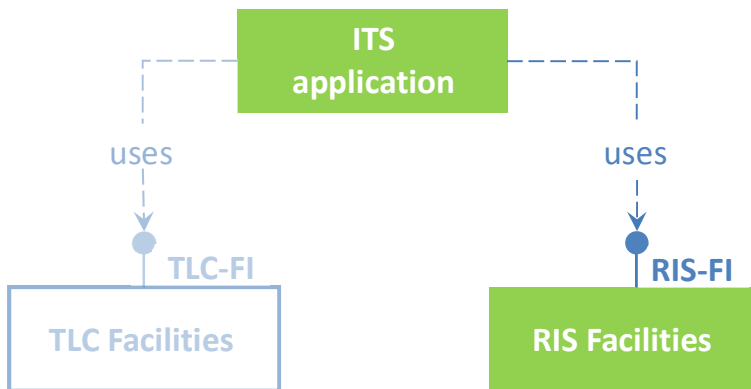 ITS
application
uses
uses
TLC-FI
RIS-FI
TLC Facilities
RIS Facilities